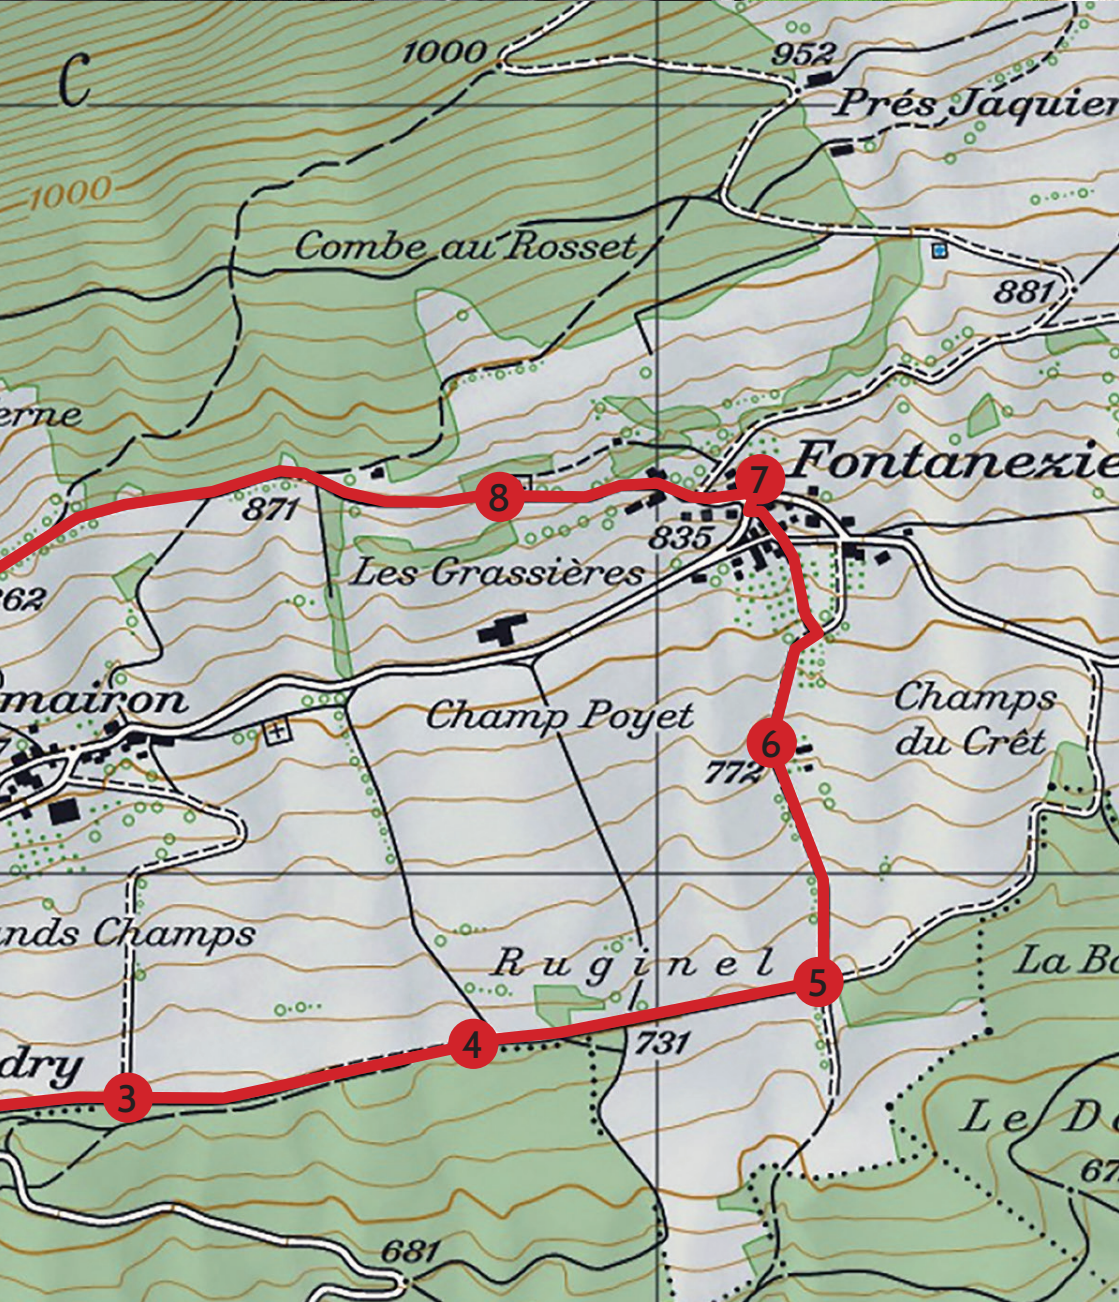 C
1000
952
Prés Jaquier
1000
Combe au Rosset
881
erne
Fontanezie
7
8
871
835
Les Grassières
862
mairon
Champ Poyet
Champs
du Crêt
6
772
nds Champs
Ruginel
5
La Bo
4
731
dry
3
Le D
67
681